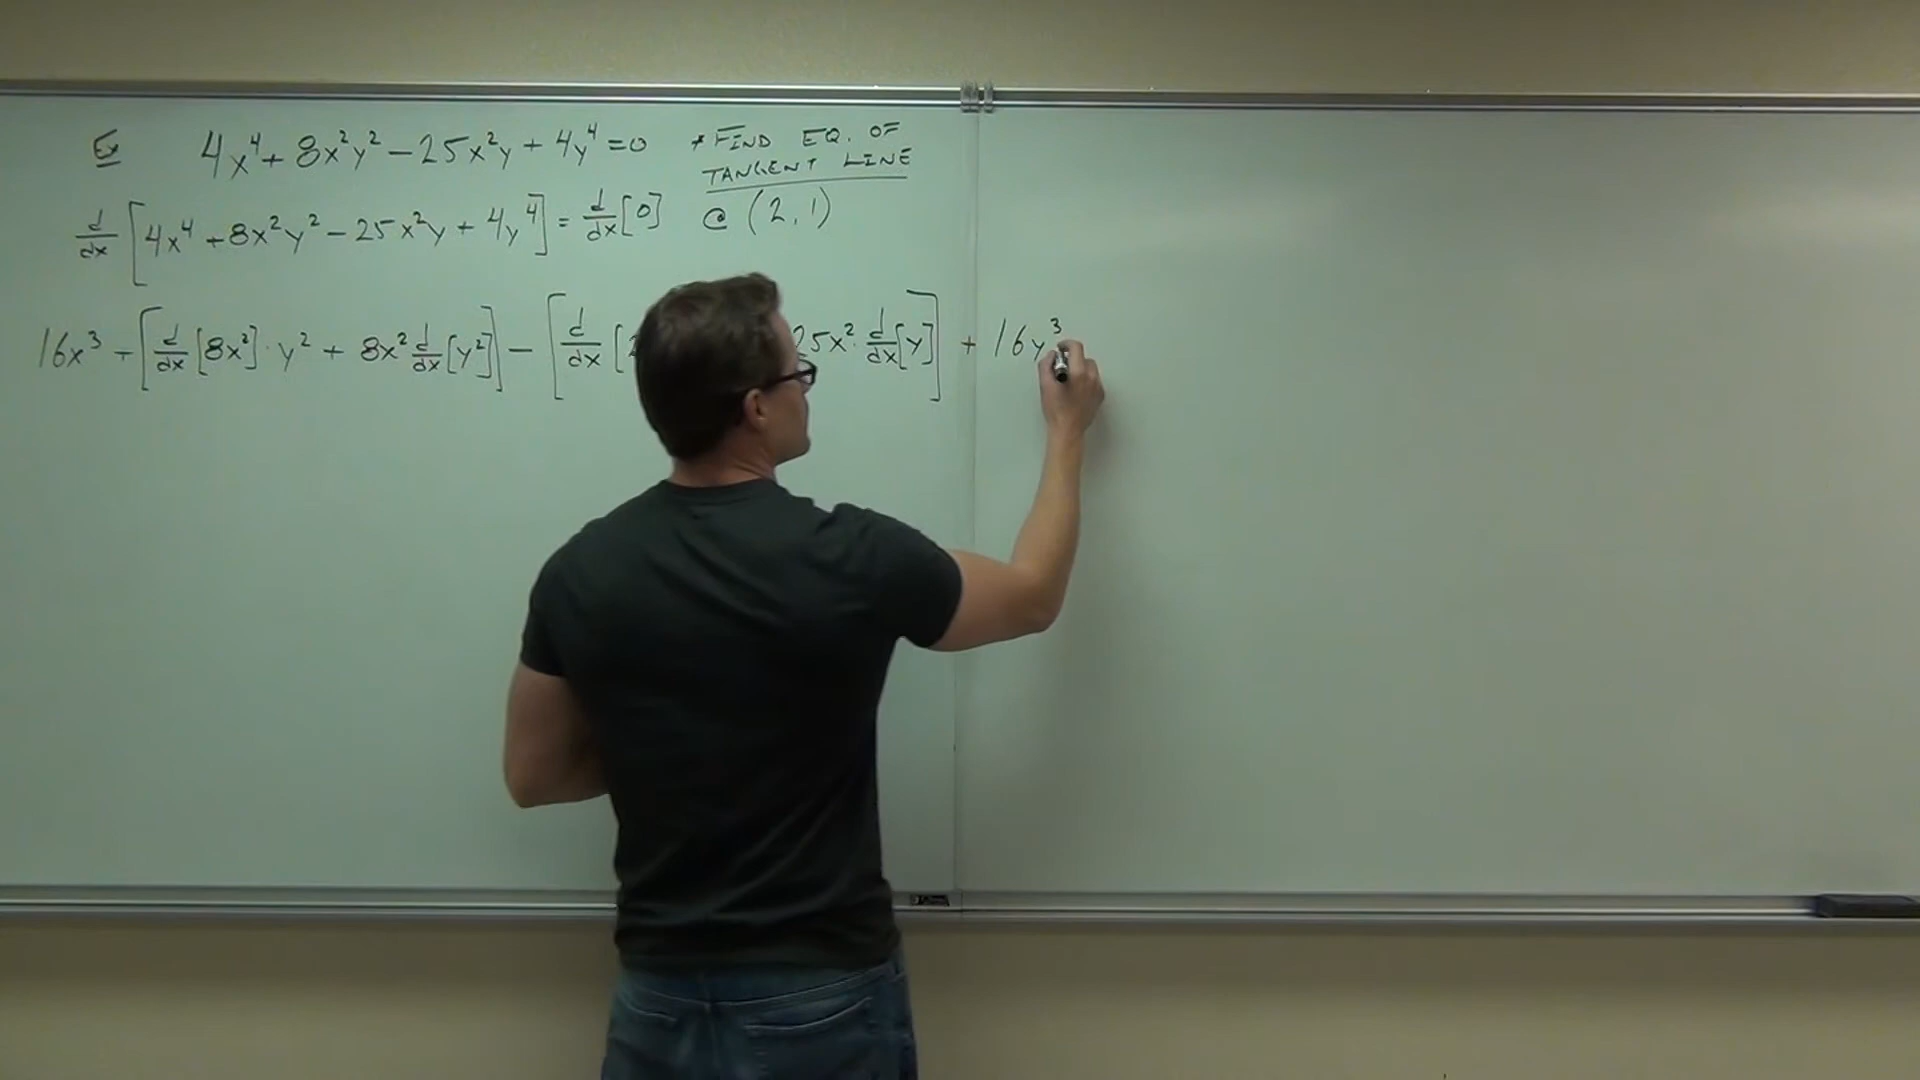 Ex 4x⁴ + 8x²y² - 25x²y + 4y⁴ = 0
* FIND EQ. OF
TANGENT LINE
@ (2, 1)
d/dx [4x⁴ + 8x²y² - 25x²y + 4y⁴] = d/dx [0]
16x³ + [d/dx [8x²] · y² + 8x² d/dx [y²]] - [d/dx [ 25x² · d/dx [y]] + 16y³